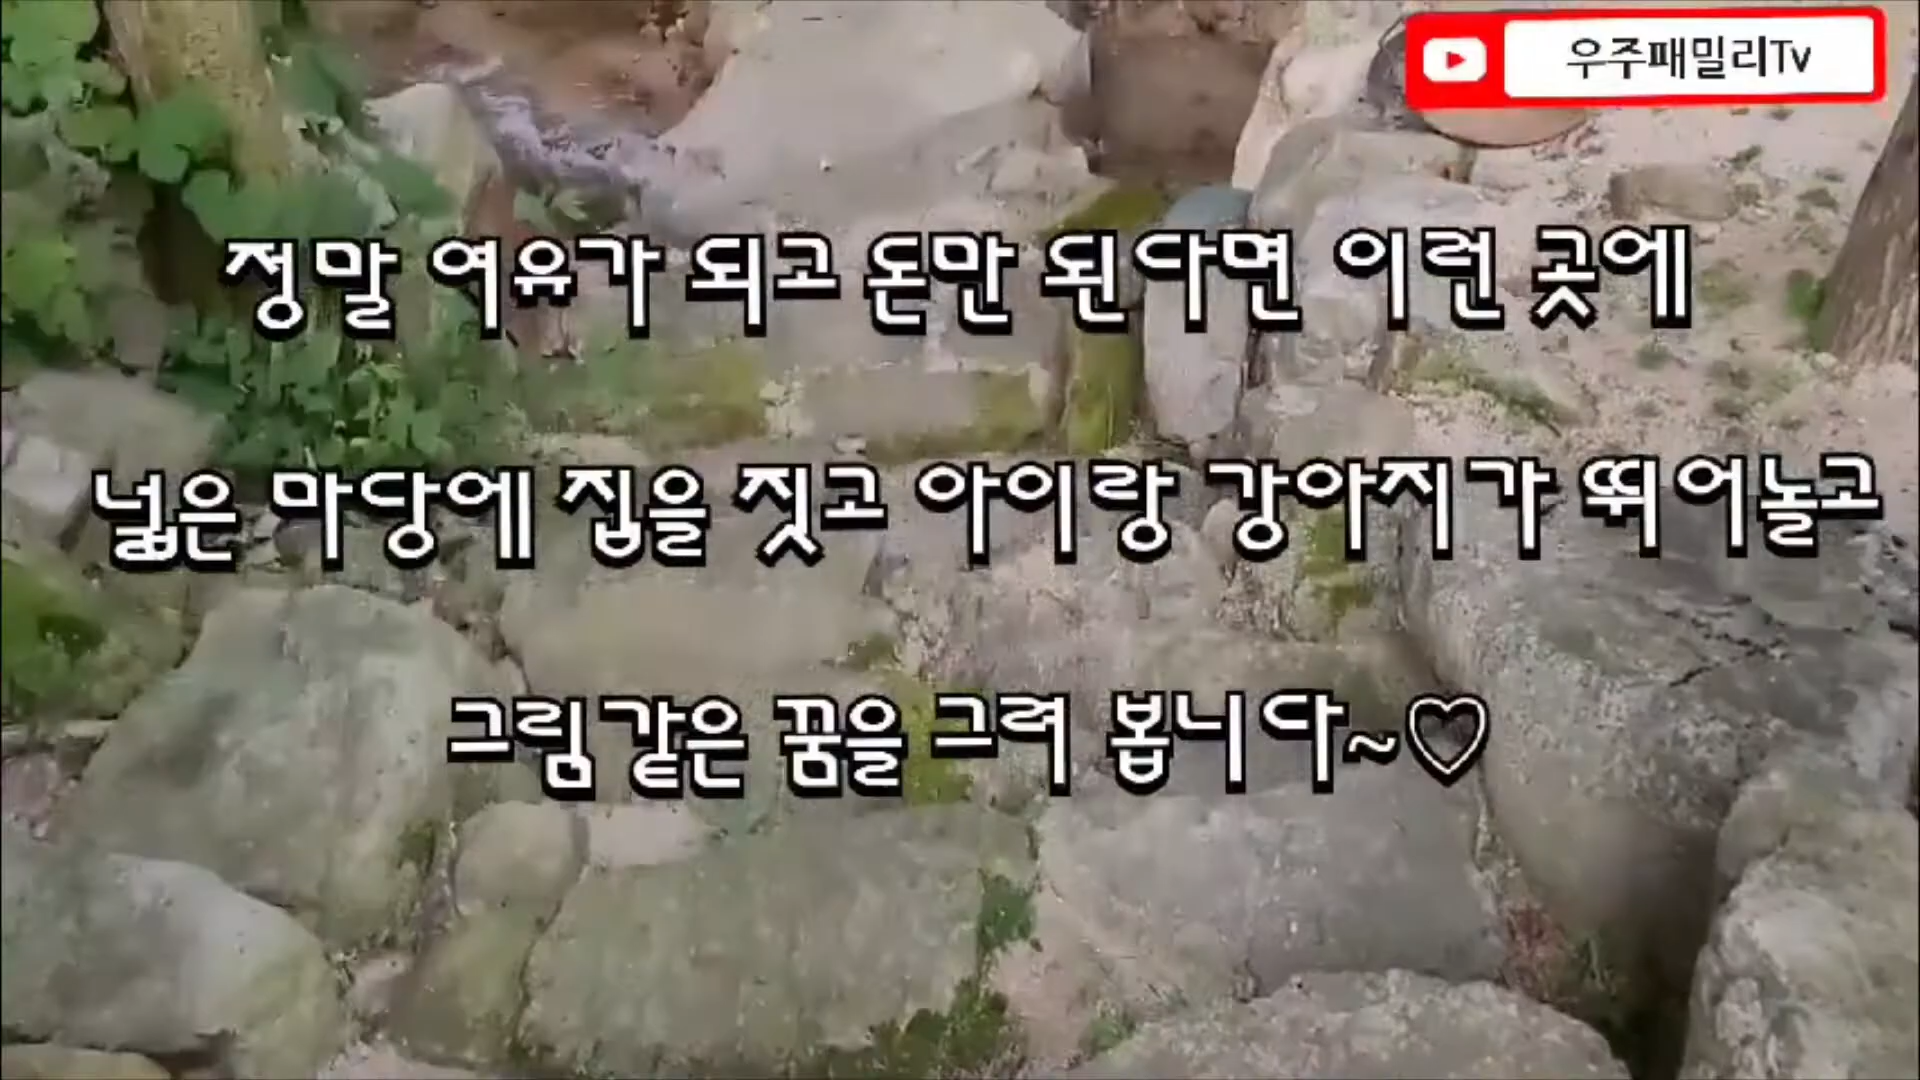 우주패밀리Tv
정말 여유가 되고 돈만 된다면 이런 곳에
넓은 마당에 집을 짓고 아이랑 강아지가 뛰어놀고
그림같은 꿈을 그려 봅니다~♡